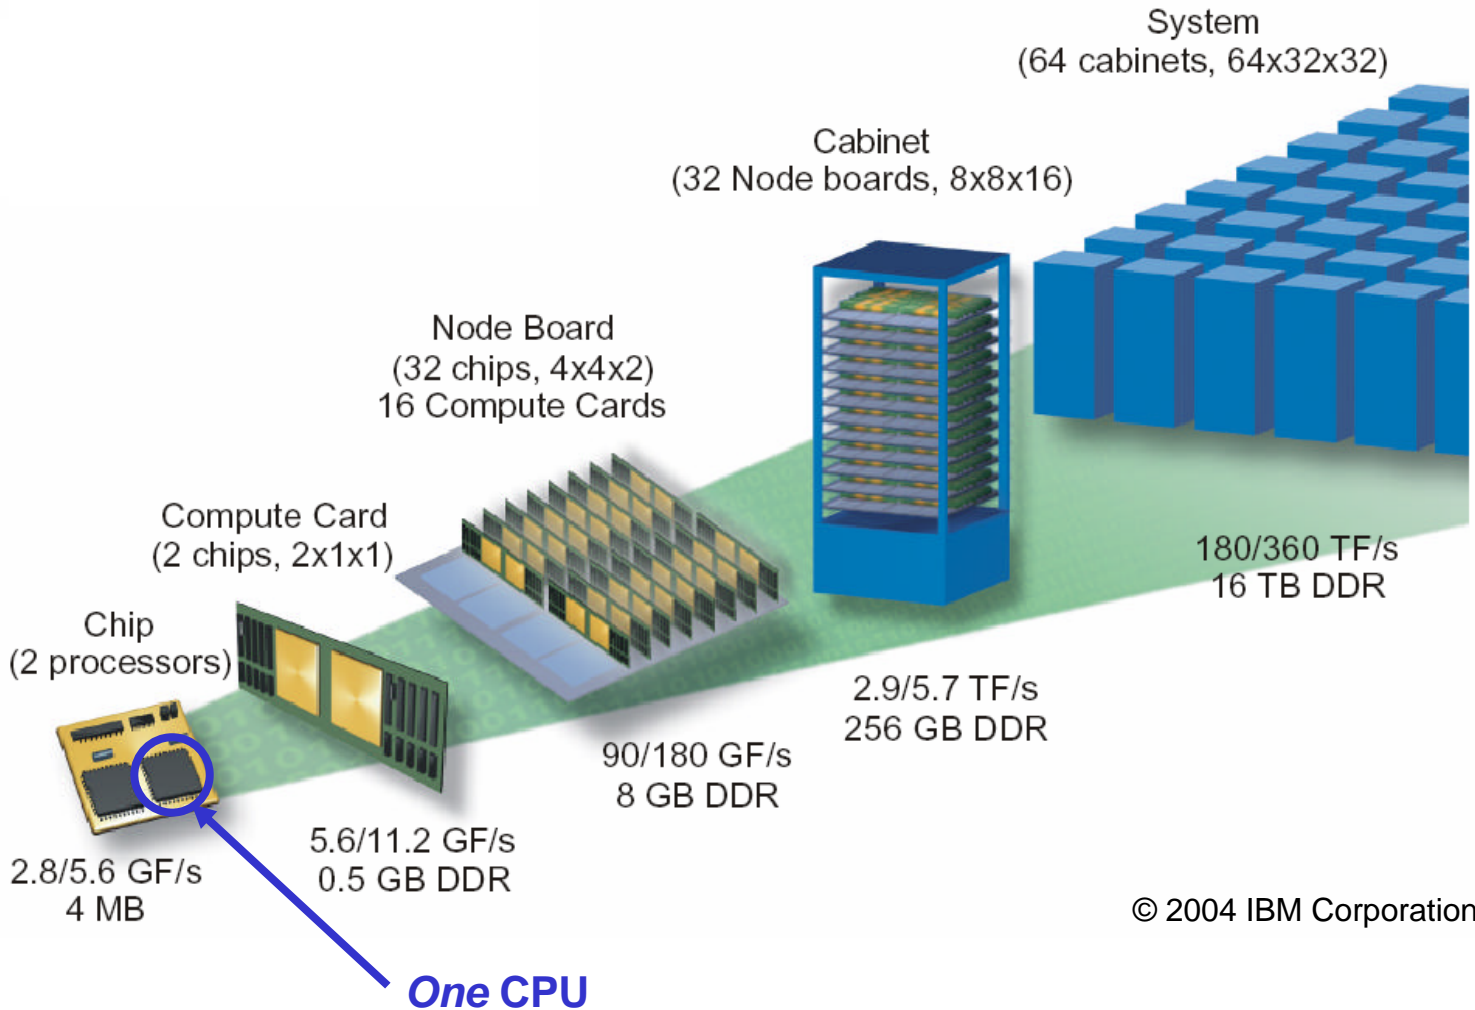 System
(64 cabinets, 64x32x32)
Cabinet
(32 Node boards, 8x8x16)
Node Board
(32 chips, 4x4x2)
16 Compute Cards
Compute Card
(2 chips, 2x1x1)
Chip
(2 processors)
180/360 TF/s
16 TB DDR
2.9/5.7 TF/s
256 GB DDR
90/180 GF/s
8 GB DDR
5.6/11.2 GF/s
0.5 GB DDR
2.8/5.6 GF/s
4 MB
© 2004 IBM Corporation
One CPU